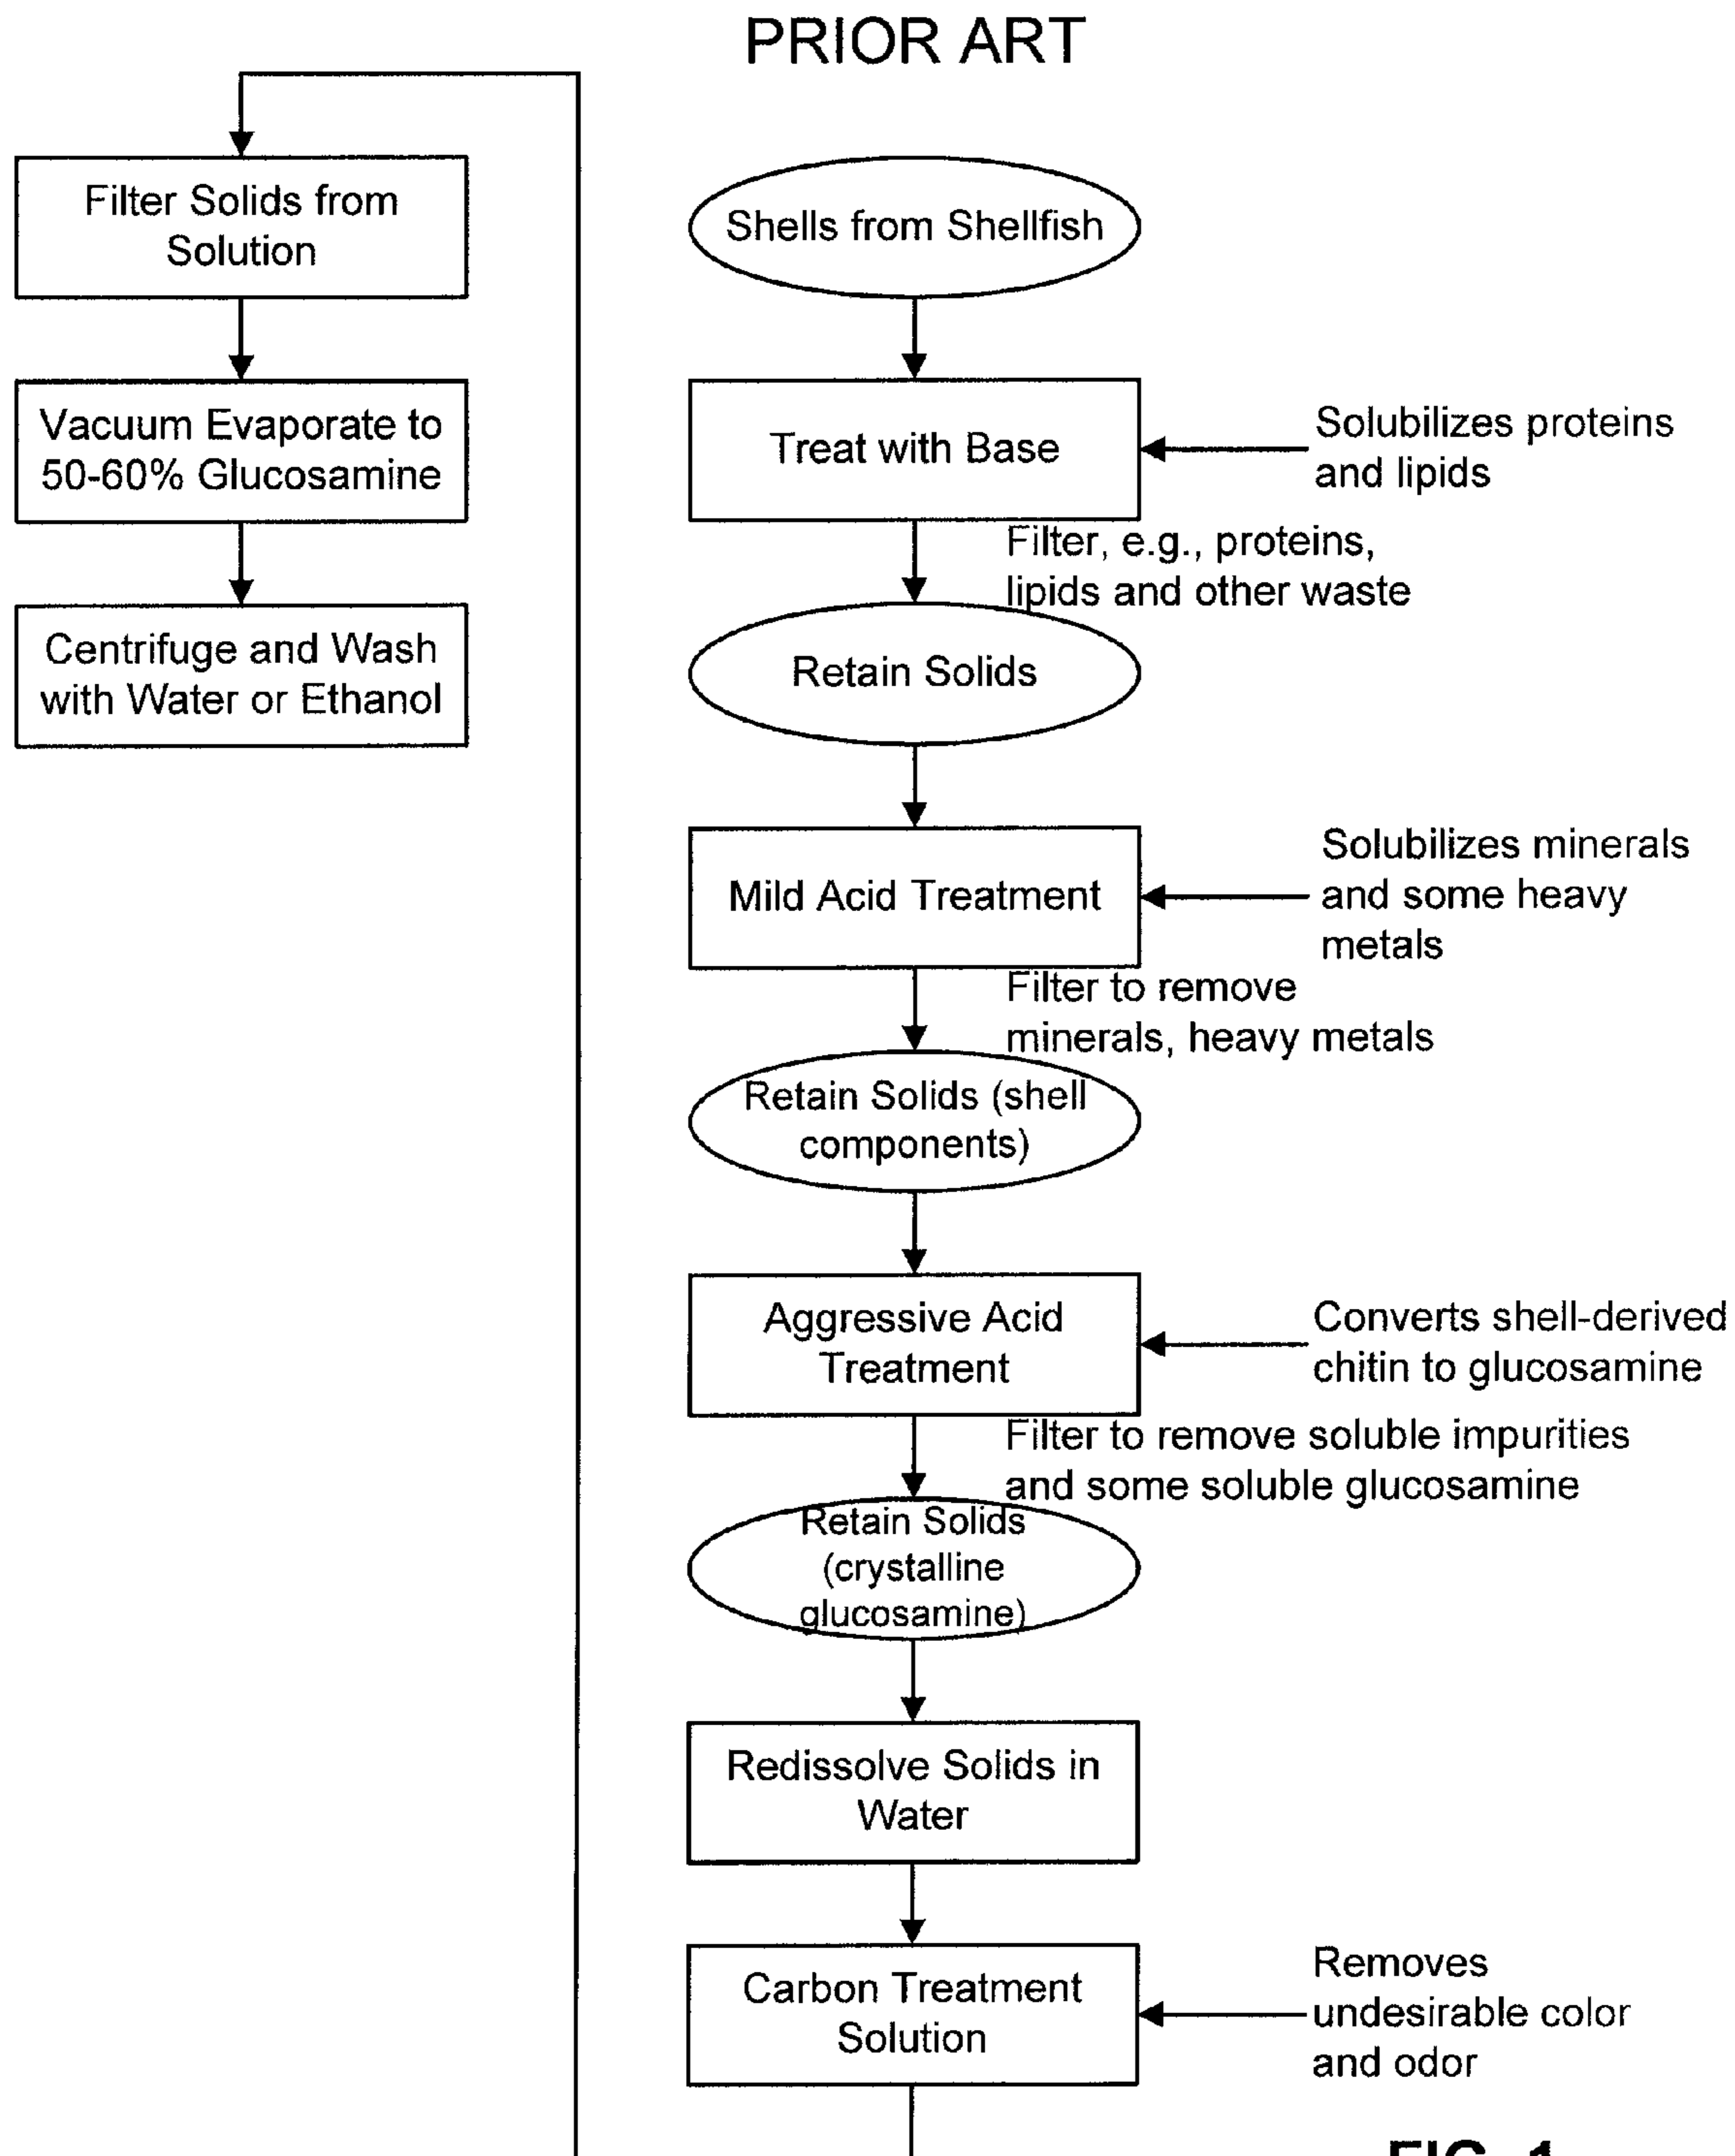 PRIOR ART
Filter Solids from
Solution
Vacuum Evaporate to
50-60% Glucosamine
Centrifuge and Wash
with Water or Ethanol
Shells from Shellfish
Treat with Base
Solubilizes proteins
and lipids
Filter, e.g., proteins,
lipids and other waste
Retain Solids
Mild Acid Treatment
Solubilizes minerals
and some heavy
metals
Filter to remove
minerals, heavy metals
Retain Solids (shell
components)
Aggressive Acid
Treatment
Converts shell-derived
chitin to glucosamine
Filter to remove soluble impurities
and some soluble glucosamine
Retain Solids
(crystalline
glucosamine)
Redissolve Solids in
Water
Carbon Treatment
Solution
Removes
undesirable color
and odor
FIG. 1